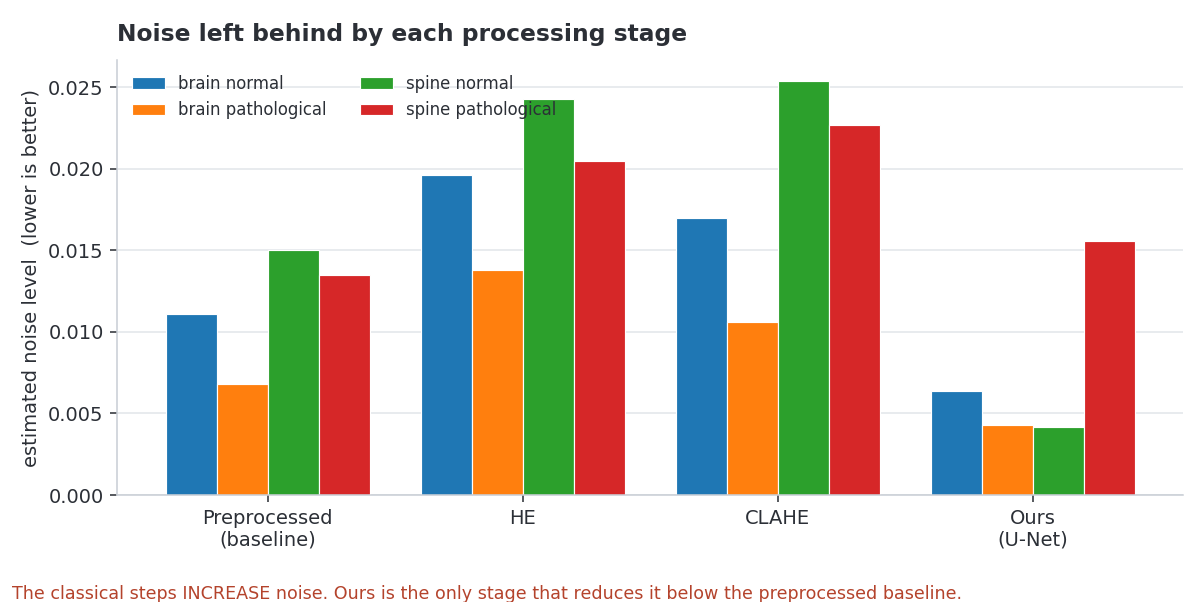 Noise left behind by each processing stage
brain normal
brain pathological
spine normal
spine pathological
estimated noise level  (lower is better)
0.025
0.020
0.015
0.010
0.005
0.000
Preprocessed
(baseline)
HE
CLAHE
Ours
(U-Net)
The classical steps INCREASE noise. Ours is the only stage that reduces it below the preprocessed baseline.